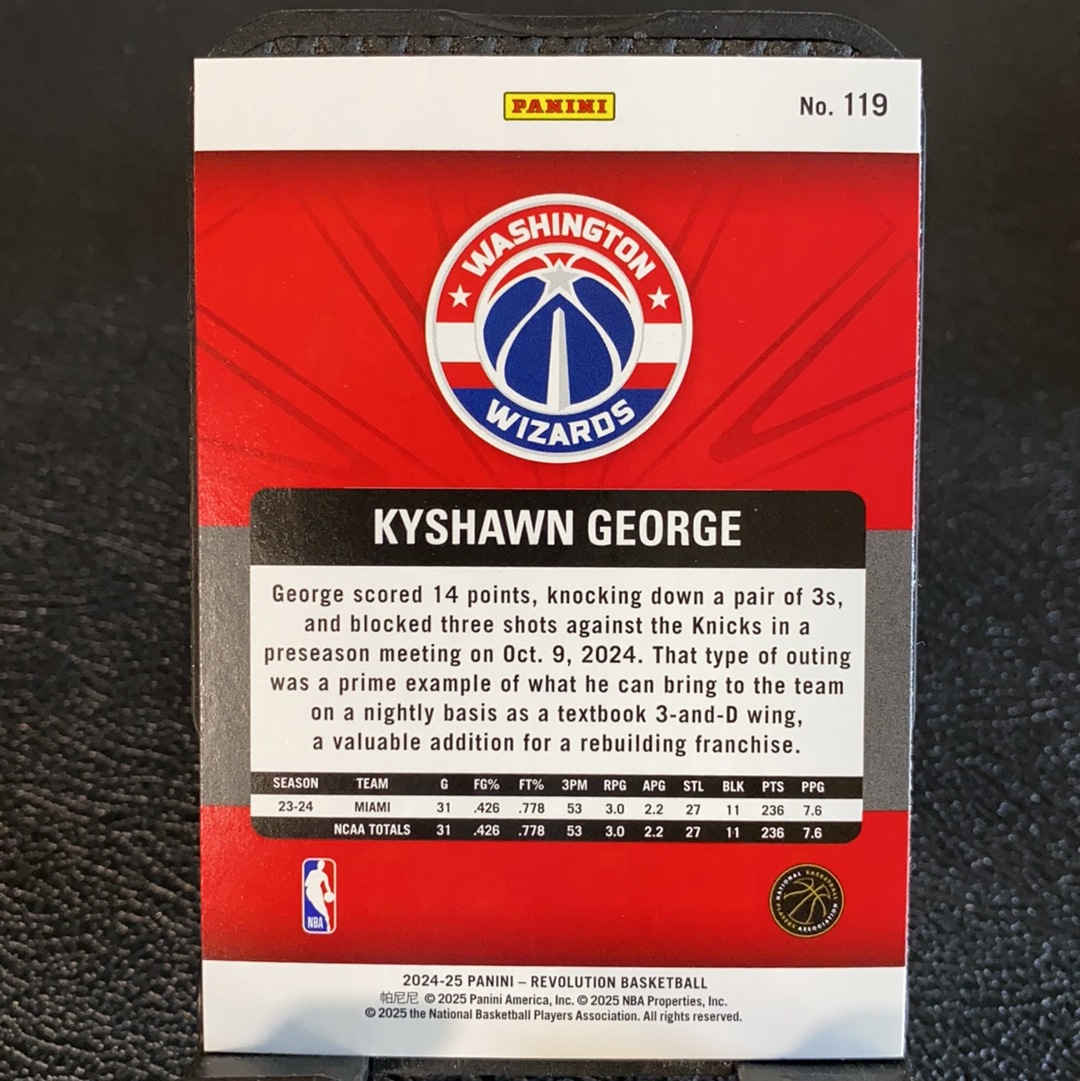 PANINI
No. 119
WASHINGTON
WIZARDS
KYSHAWN GEORGE
George scored 14 points, knocking down a pair of 3s,
and blocked three shots against the Knicks in a
preseason meeting on Oct. 9, 2024. That type of outing
was a prime example of what he can bring to the team
on a nightly basis as a textbook 3-and-D wing,
a valuable addition for a rebuilding franchise.
SEASON TEAM G FG% FT% 3PM RPG APG STL BLK PTS PPG
23-24 MIAMI 31 .426 .778 53 3.0 2.2 27 11 236 7.6
NCAA TOTALS 31 .426 .778 53 3.0 2.2 27 11 236 7.6
NBA
NATIONAL BASKETBALL
PLAYERS ASSOCIATION
2024-25 PANINI – REVOLUTION BASKETBALL
帕尼尼 © 2025 Panini America, Inc. © 2025 NBA Properties, Inc.
© 2025 the National Basketball Players Association. All rights reserved.